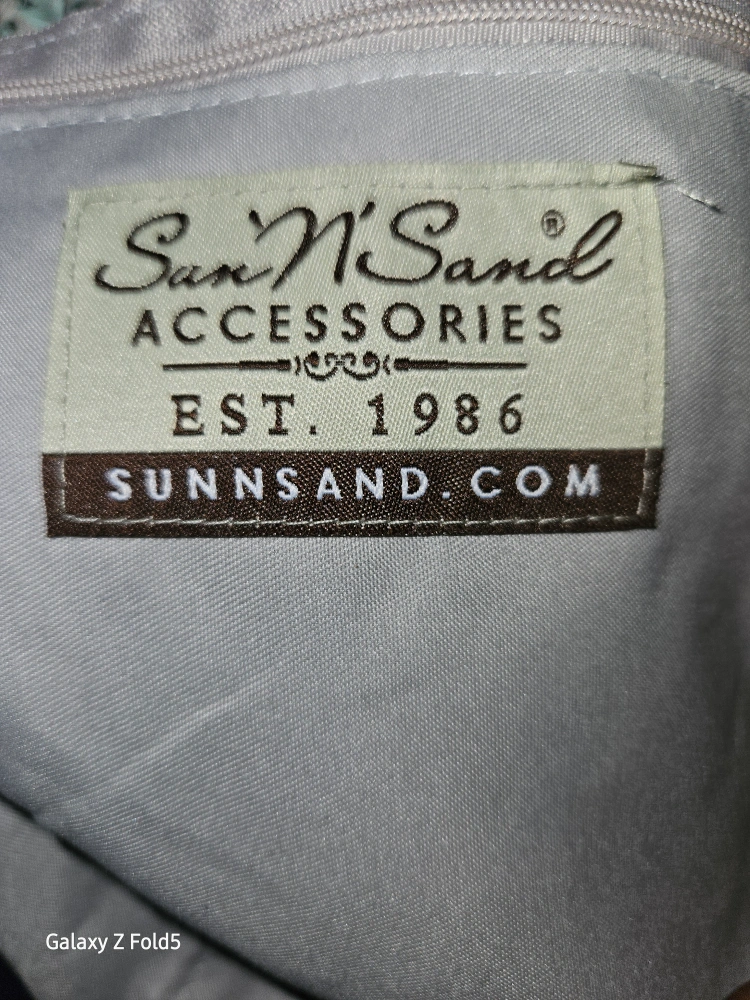 Sun'N'Sand®
ACCESSORIES
EST. 1986
SUNNSAND.COM
Galaxy Z Fold5